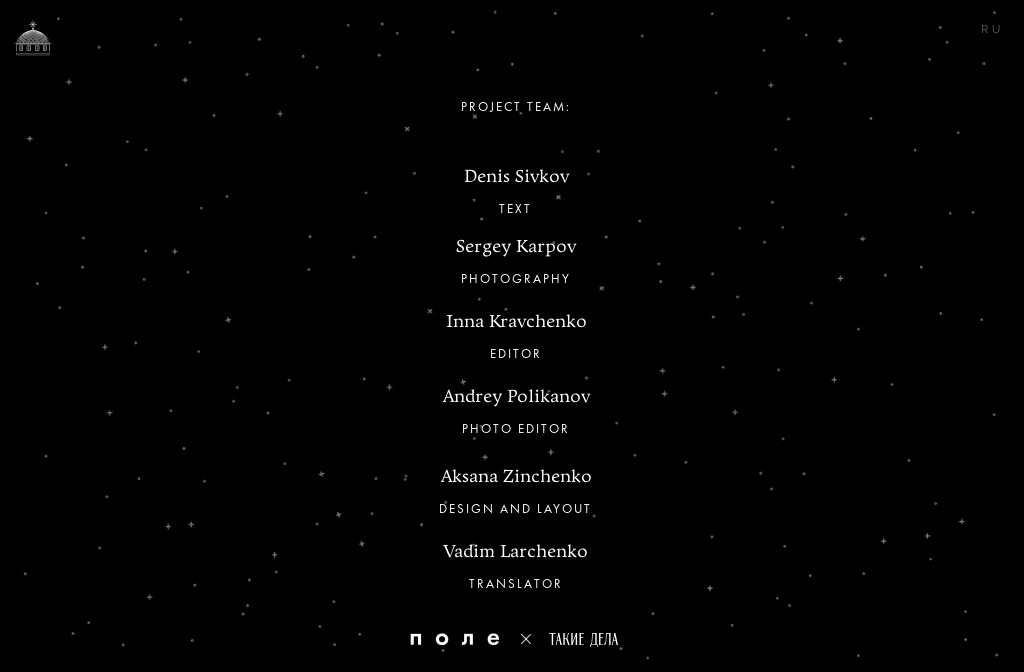 RU
PROJECT TEAM:
Denis Sivkov
TEXT
Sergey Karpov
PHOTOGRAPHY
Inna Kravchenko
EDITOR
Andrey Polikanov
PHOTO EDITOR
Aksana Zinchenko
DESIGN AND LAYOUT
Vadim Larchenko
TRANSLATOR
поле × ТАКИЕ ДЕЛА